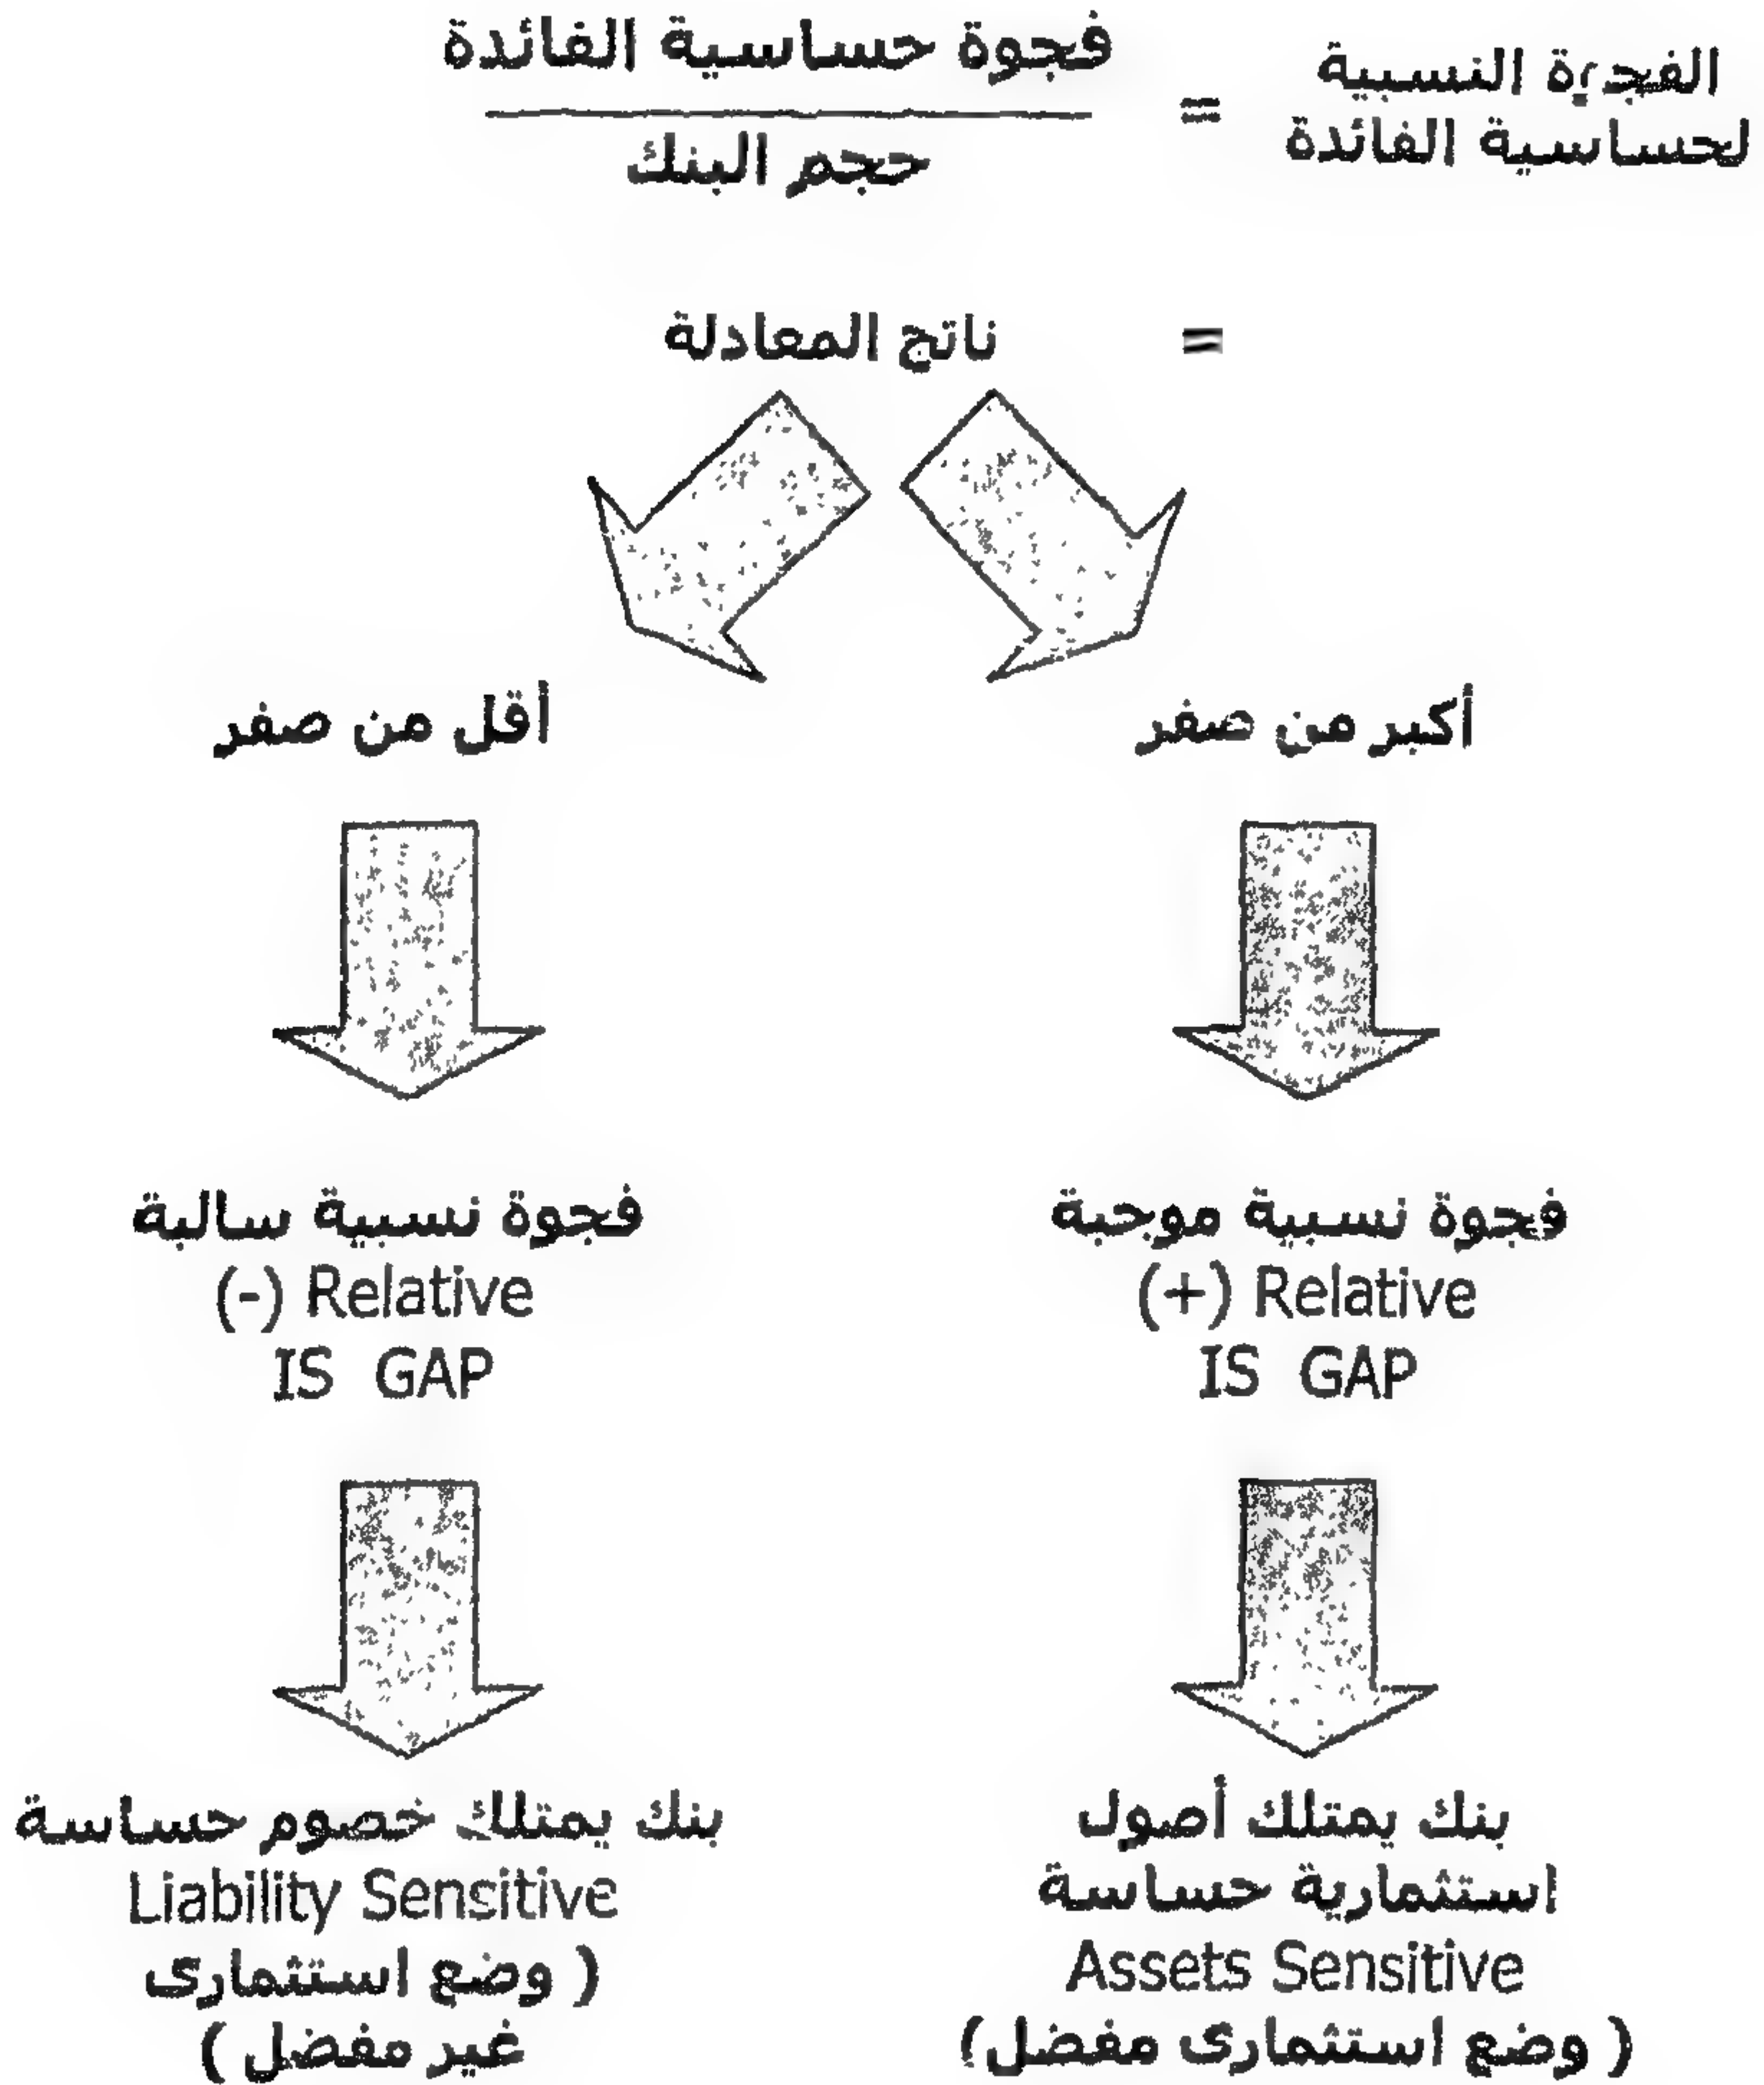 الفجوة النسبية
لحساسية الفائدة
=
فجوة حساسية الفائدة
حجم البنك
=
ناتج المعادلة
أكبر من صفر
أقل من صفر
فجوة نسبية موجبة
(+) Relative
IS GAP
فجوة نسبية سالبة
(-) Relative
IS GAP
بنك يمتلك أصول
استثمارية حساسة
Assets Sensitive
( وضع استثمارى مفضل)
بنك يمتلك خصوم حساسة
Liability Sensitive
( وضع استثمارى
غير مفضل )